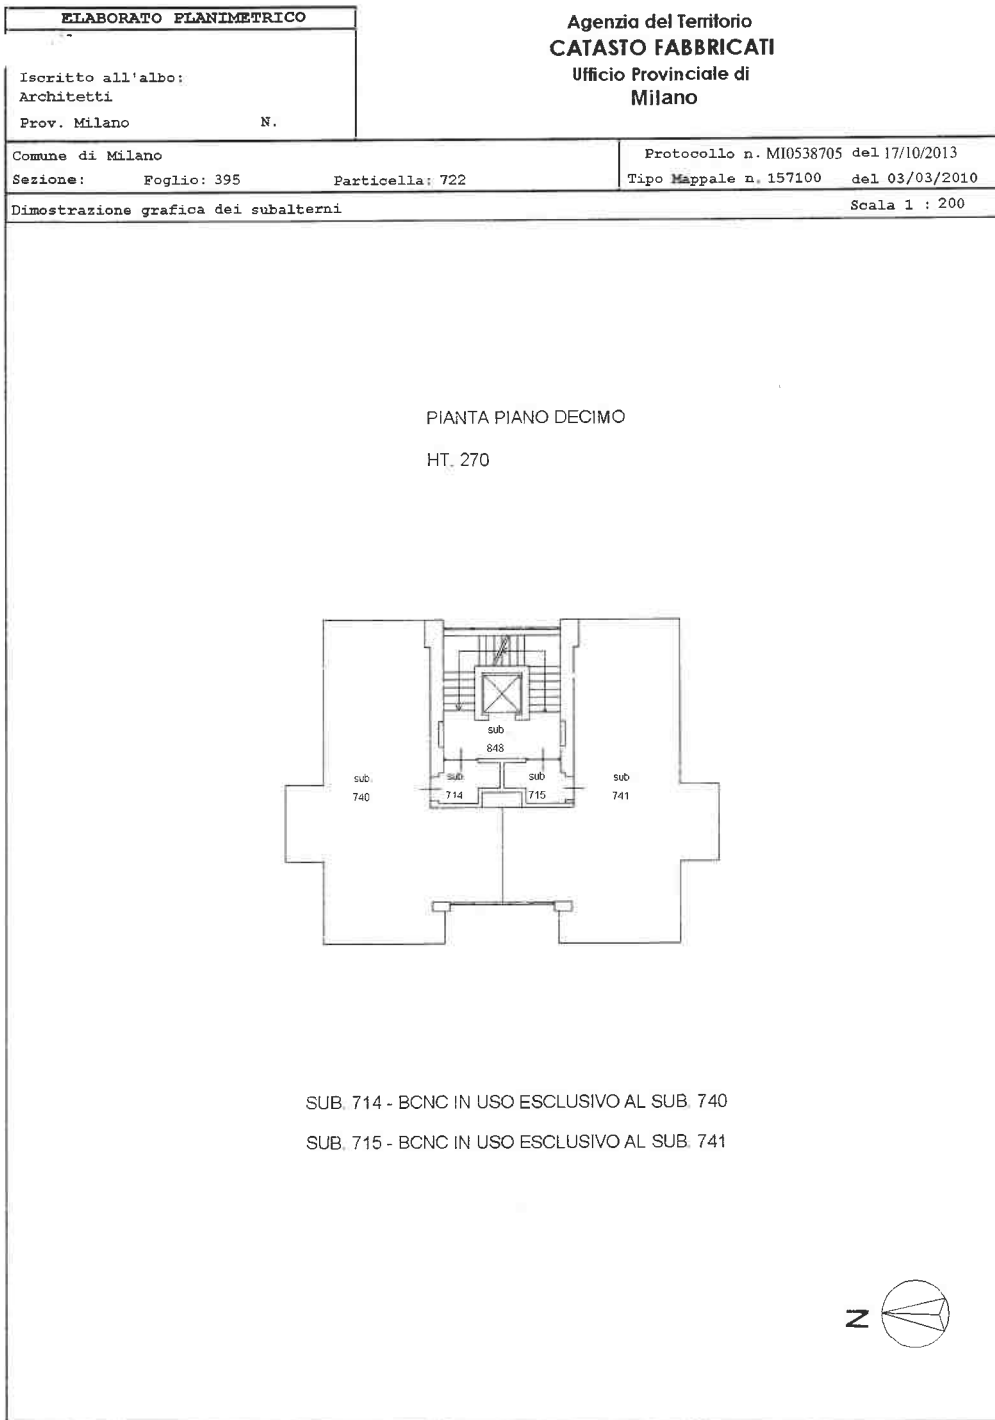 ELABORATO PLANIMETRICO
Iscritto all'albo:
Architetti
Prov. Milano N.
Agenzia del Territorio
CATASTO FABBRICATI
Ufficio Provinciale di
Milano
Comune di Milano
Sezione: Foglio: 395 Particella: 722
Protocollo n. MI0538705 del 17/10/2013
Tipo Mappale n. 157100 del 03/03/2010
Dimostrazione grafica dei subalterni
Scala 1 : 200
PIANTA PIANO DECIMO
HT. 270
sub
848
sub.
740
sub
714
sub
715
sub
741
SUB. 714 - BCNC IN USO ESCLUSIVO AL SUB. 740
SUB. 715 - BCNC IN USO ESCLUSIVO AL SUB. 741
N